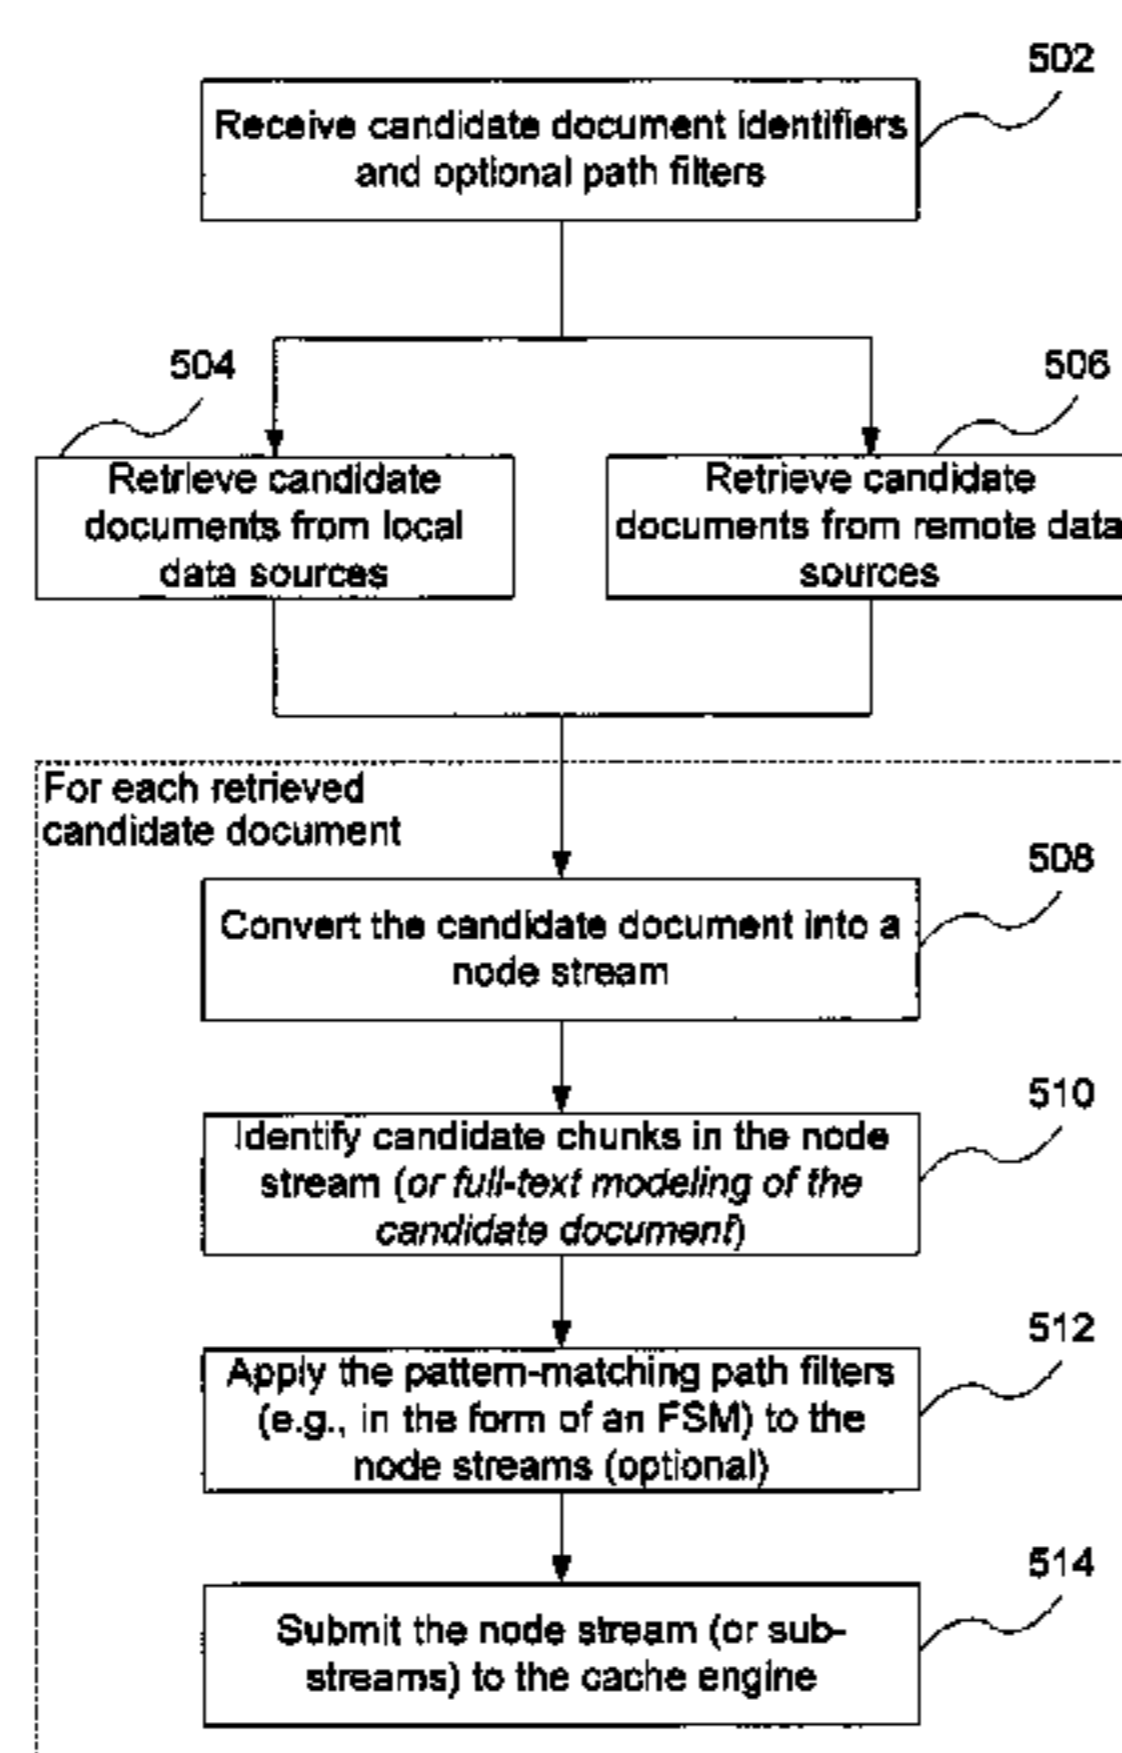 502
Receive candidate document identifiers
and optional path filters
504
506
Retrieve candidate
documents from local
data sources
Retrieve candidate
documents from remote data
sources
For each retrieved
candidate document
508
Convert the candidate document into a
node stream
510
Identify candidate chunks in the node
stream (or full-text modeling of the
candidate document)
512
Apply the pattern-matching path filters
(e.g., in the form of an FSM) to the
node streams (optional)
514
Submit the node stream (or sub-
streams) to the cache engine